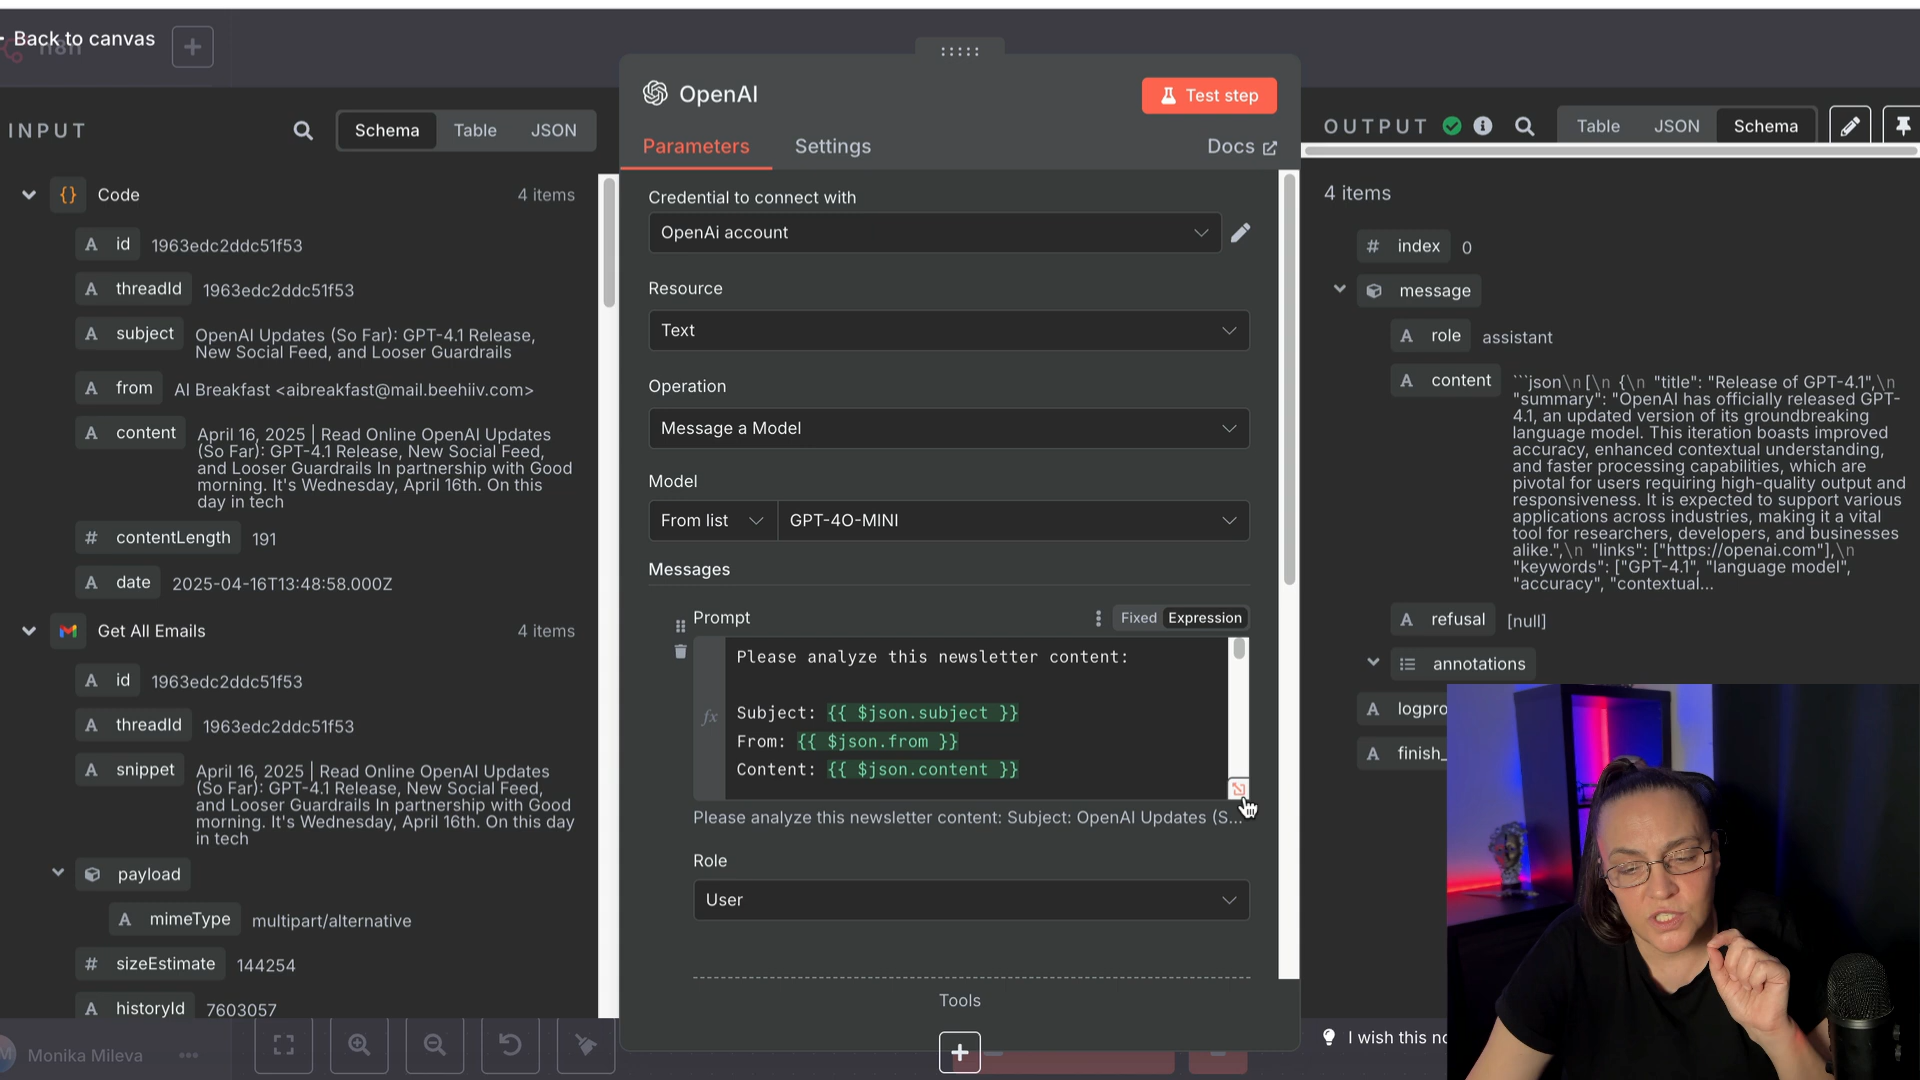 Back to canvas
n8n
OpenAI
Test step
INPUT
Schema
Table
JSON
Parameters
Settings
Docs
OUTPUT
Table
JSON
Schema
Code
4 items
id
1963edc2ddc51f53
threadId
1963edc2ddc51f53
subject
OpenAI Updates (So Far): GPT-4.1 Release,
New Social Feed, and Looser Guardrails
from
AI Breakfast <aibreakfast@mail.beehiiv.com>
content
April 16, 2025 | Read Online OpenAI Updates
(So Far): GPT-4.1 Release, New Social Feed,
and Looser Guardrails In partnership with Good
morning. It's Wednesday, April 16th. On this
day in tech
contentLength
191
date
2025-04-16T13:48:58.000Z
Get All Emails
4 items
id
1963edc2ddc51f53
threadId
1963edc2ddc51f53
snippet
April 16, 2025 | Read Online OpenAI Updates
(So Far): GPT-4.1 Release, New Social Feed,
and Looser Guardrails In partnership with Good
morning. It's Wednesday, April 16th. On this day
in tech
payload
mimeType
multipart/alternative
sizeEstimate
144254
historyId
7603057
Monika Mileva
Credential to connect with
OpenAi account
Resource
Text
Operation
Message a Model
Model
From list
GPT-4O-MINI
Messages
Prompt
Fixed
Expression
fx
Please analyze this newsletter content:
Subject: {{ $json.subject }}
From: {{ $json.from }}
Content: {{ $json.content }}
Please analyze this newsletter content: Subject: OpenAI Updates (S...
Role
User
Tools
4 items
index
0
message
role
assistant
content
```json\n[\n {\n "title": "Release of GPT-4.1",\n
"summary": "OpenAI has officially released GPT-
4.1, an updated version of its groundbreaking
language model. This iteration boasts improved
accuracy, enhanced contextual understanding,
and faster processing capabilities, which are
pivotal for users requiring high-quality output and
responsiveness. It is expected to support various
applications across industries, making it a vital
tool for researchers, developers, and businesses
alike.",\n "links": ["https://openai.com"],\n
"keywords": ["GPT-4.1", "language model",
"accuracy", "contextual...
refusal
[null]
annotations
logpro
finish_
I wish this no